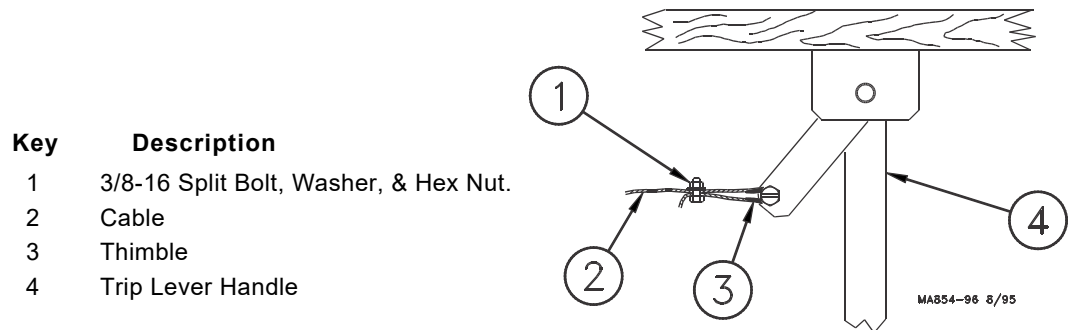 Key Description
1 3/8-16 Split Bolt, Washer, & Hex Nut.
2 Cable
3 Thimble
4 Trip Lever Handle
1
2
3
4
MA854-96 8/95